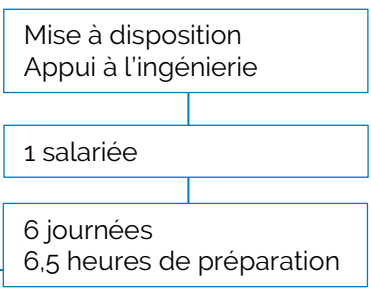 Mise à disposition
Appui à l'ingénierie
1 salariée
6 journées
6,5 heures de préparation